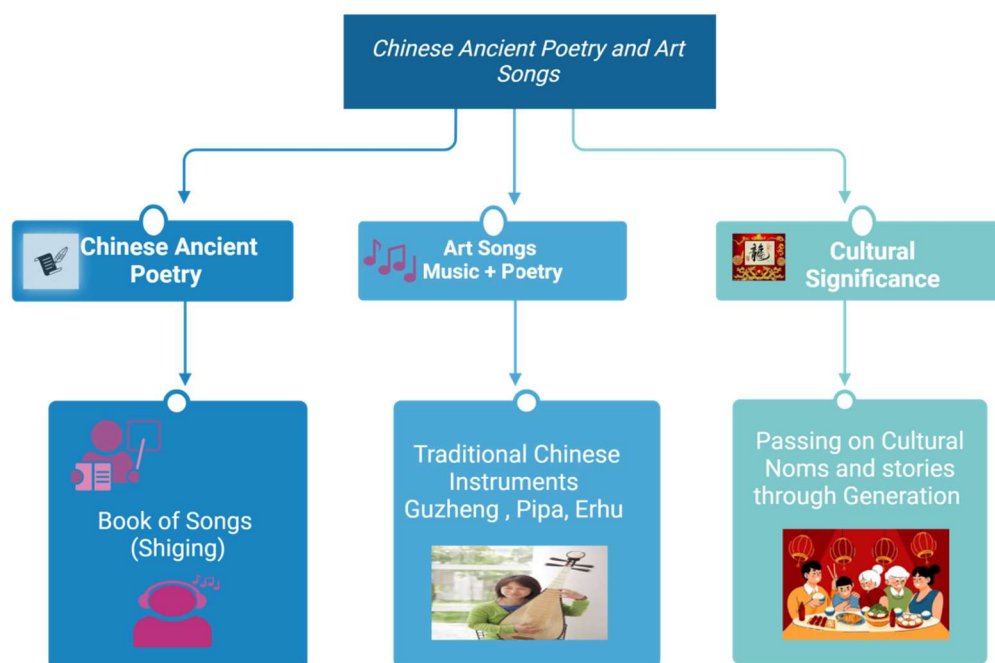 Chinese Ancient Poetry and Art
Songs
Chinese Ancient
Poetry
Art Songs
Music + Poetry
龍
Cultural
Significance
Book of Songs
(Shiging)
Traditional Chinese
Instruments
Guzheng , Pipa, Erhu
Passing on Cultural
Noms and stories
through Generation